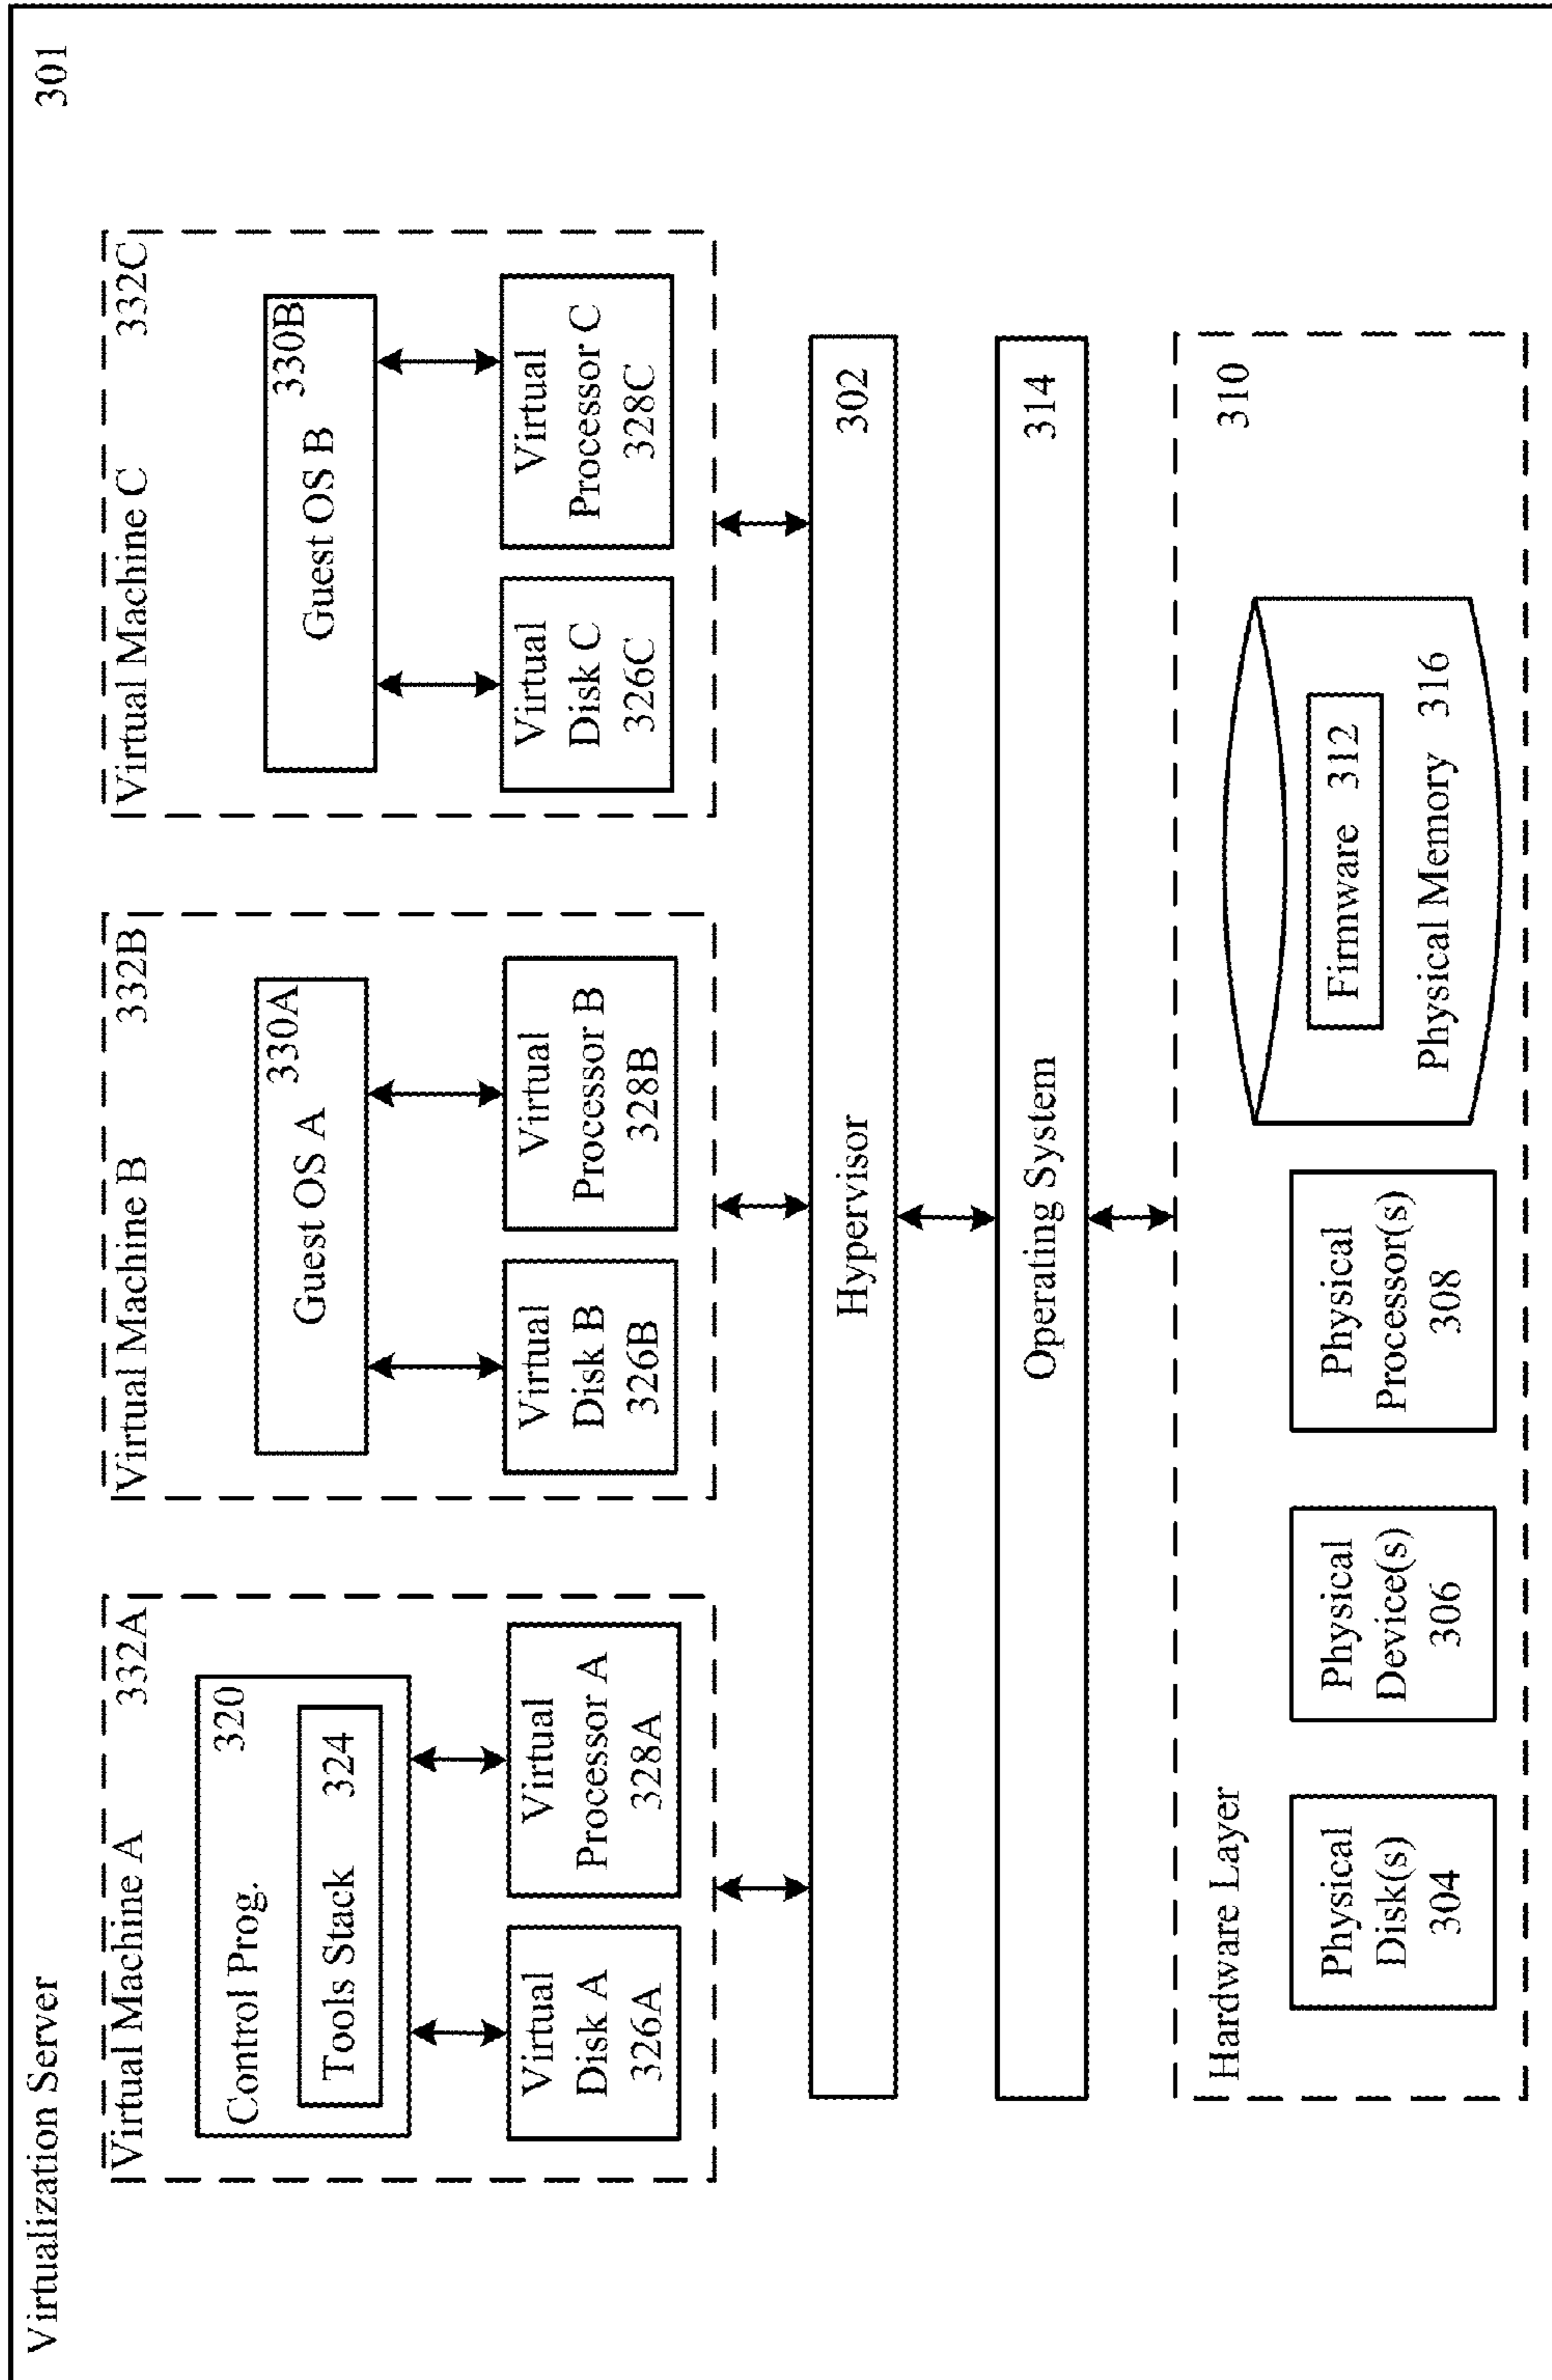 Virtualization Server
301
Virtual Machine A 332A
Control Prog. 320
Tools Stack 324
Virtual
Disk A
326A
Virtual
Processor A
328A
Virtual Machine B 332B
330A
Guest OS A
Virtual
Disk B
326B
Virtual
Processor B
328B
Virtual Machine C 332C
330B
Guest OS B
Virtual
Disk C
326C
Virtual
Processor C
328C
Hypervisor 302
Operating System 314
Hardware Layer 310
Physical
Disk(s)
304
Physical
Device(s)
306
Physical
Processor(s)
308
Firmware 312
Physical Memory 316